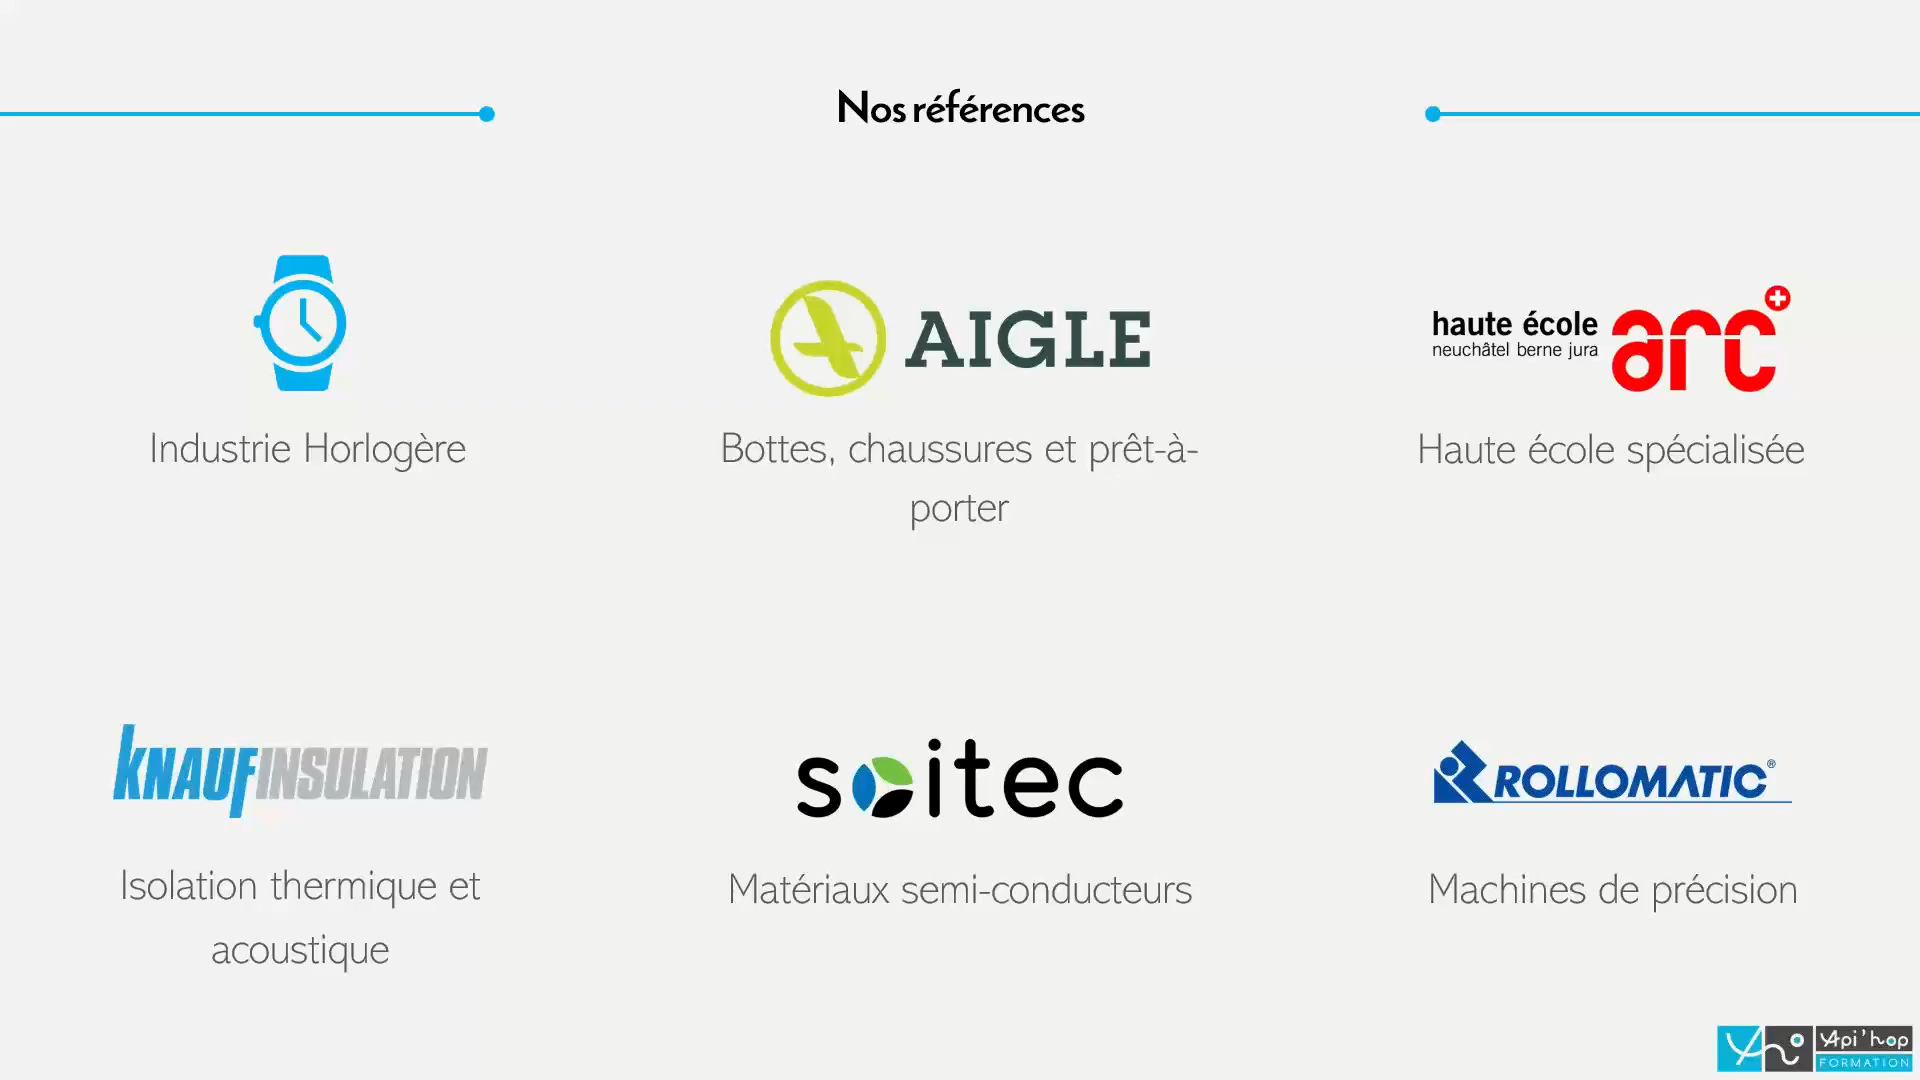 Nos références
AIGLE
haute école
neuchâtel berne jura
arc
Industrie Horlogère
Bottes, chaussures et prêt-à-
porter
Haute école spécialisée
KNAUFINSULATION
soitec
ROLLOMATIC®
Isolation thermique et
acoustique
Matériaux semi-conducteurs
Machines de précision
Api'hop
FORMATION